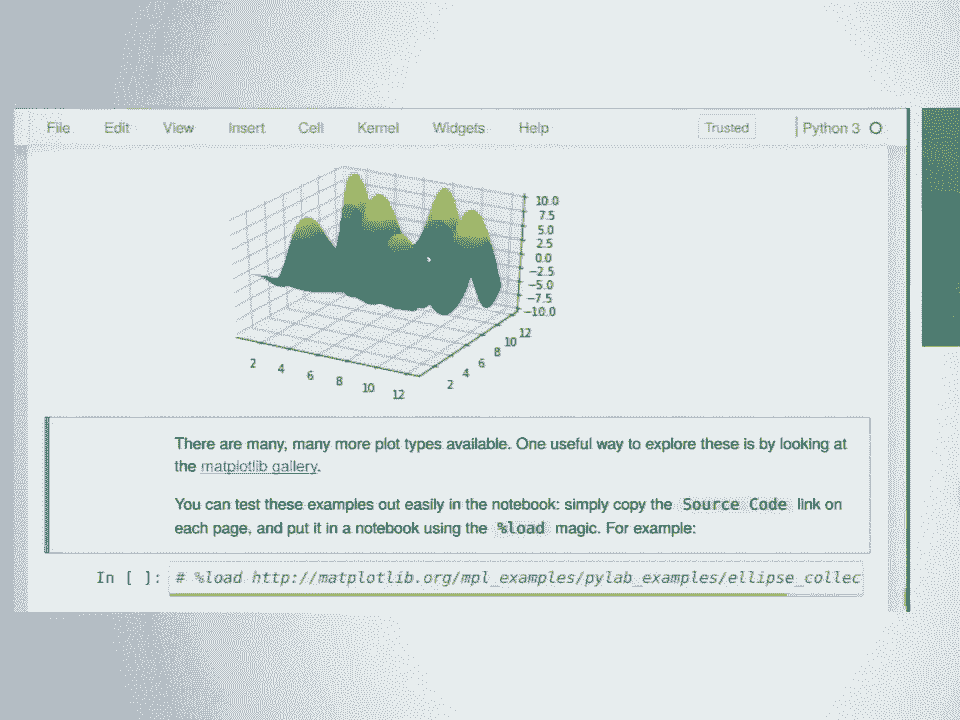 File Edit View Insert Cell Kernel Widgets Help Trusted Python 3
10.0
7.5
5.0
2.5
0.0
−2.5
−5.0
−7.5
−10.0
2 4 6 8 10 12
2 4 6 8 10 12
There are many, many more plot types available. One useful way to explore these is by looking at
the matplotlib gallery.
You can test these examples out easily in the notebook: simply copy the Source Code link on
each page, and put it in a notebook using the %load magic. For example:
In [ ]: # %load http://matplotlib.org/mpl_examples/pylab_examples/ellipse_collec